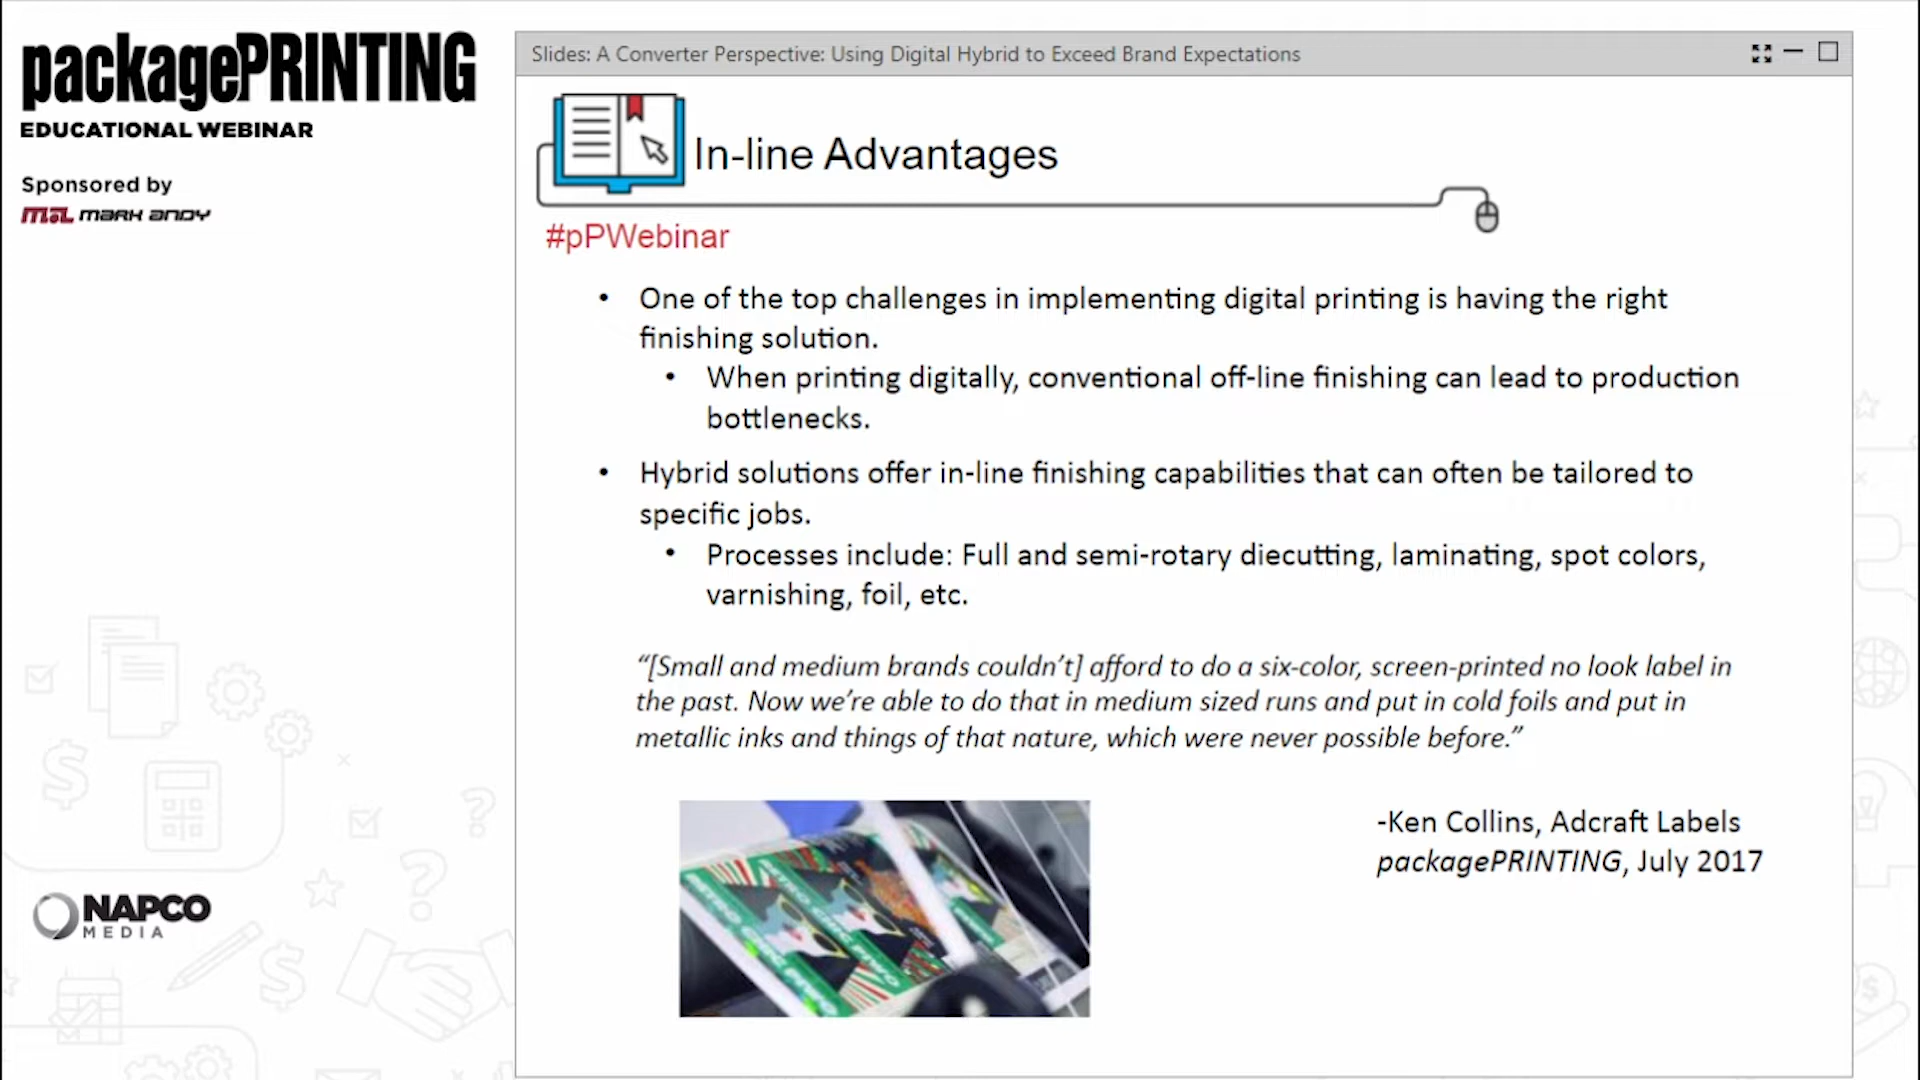 packagePRINTING
EDUCATIONAL WEBINAR
Sponsored by
MAL MARK ANDY
NAPCO
MEDIA
Slides: A Converter Perspective: Using Digital Hybrid to Exceed Brand Expectations
In-line Advantages
#pPWebinar
• One of the top challenges in implementing digital printing is having the right
finishing solution.
• When printing digitally, conventional off-line finishing can lead to production
bottlenecks.
• Hybrid solutions offer in-line finishing capabilities that can often be tailored to
specific jobs.
• Processes include: Full and semi-rotary diecutting, laminating, spot colors,
varnishing, foil, etc.
“[Small and medium brands couldn’t] afford to do a six-color, screen-printed no look label in
the past. Now we’re able to do that in medium sized runs and put in cold foils and put in
metallic inks and things of that nature, which were never possible before.”
-Ken Collins, Adcraft Labels
packagePRINTING, July 2017